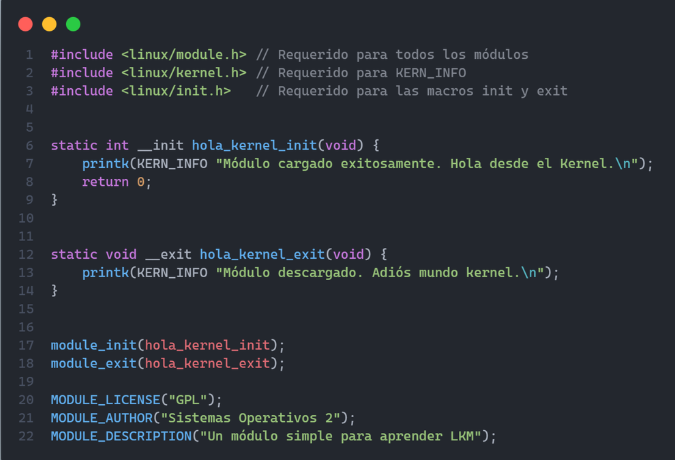 1 #include <linux/module.h> // Requerido para todos los módulos
2 #include <linux/kernel.h> // Requerido para KERN_INFO
3 #include <linux/init.h>   // Requerido para las macros init y exit
4
5
6 static int __init hola_kernel_init(void) {
7     printk(KERN_INFO "Módulo cargado exitosamente. Hola desde el Kernel.\n");
8     return 0;
9 }
10
11
12 static void __exit hola_kernel_exit(void) {
13     printk(KERN_INFO "Módulo descargado. Adiós mundo kernel.\n");
14 }
15
16
17 module_init(hola_kernel_init);
18 module_exit(hola_kernel_exit);
19
20 MODULE_LICENSE("GPL");
21 MODULE_AUTHOR("Sistemas Operativos 2");
22 MODULE_DESCRIPTION("Un módulo simple para aprender LKM");